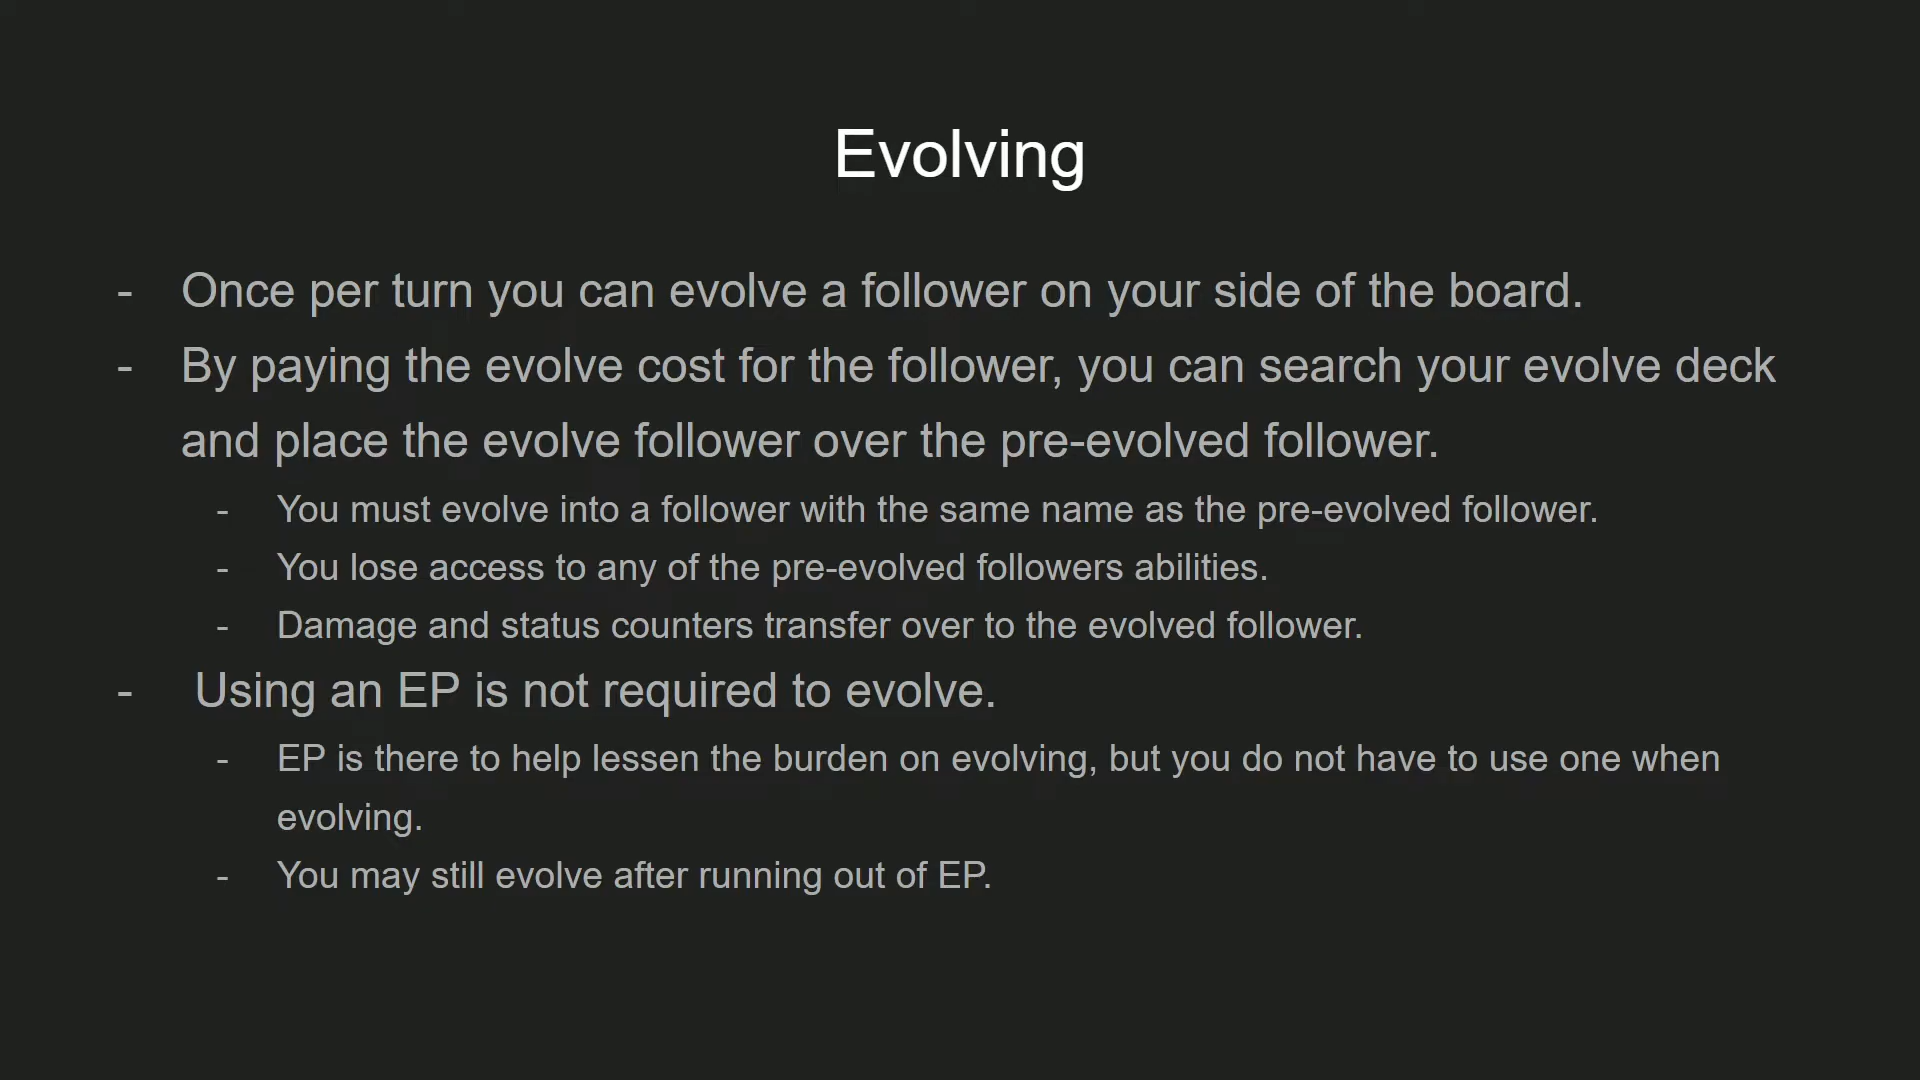 Evolving
- Once per turn you can evolve a follower on your side of the board.
- By paying the evolve cost for the follower, you can search your evolve deck
and place the evolve follower over the pre-evolved follower.
- You must evolve into a follower with the same name as the pre-evolved follower.
- You lose access to any of the pre-evolved followers abilities.
- Damage and status counters transfer over to the evolved follower.
- Using an EP is not required to evolve.
- EP is there to help lessen the burden on evolving, but you do not have to use one when
evolving.
- You may still evolve after running out of EP.